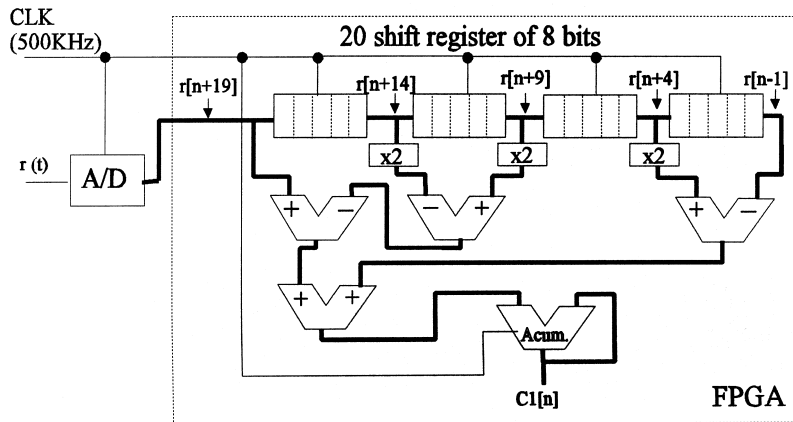 CLK
(500KHz)
20 shift register of 8 bits
r[n+19]
r[n+14]
r[n+9]
r[n+4]
r[n-1]
r (t)
A/D
x2
x2
x2
+
−
−
+
+
−
+
+
Acum.
C1[n]
FPGA